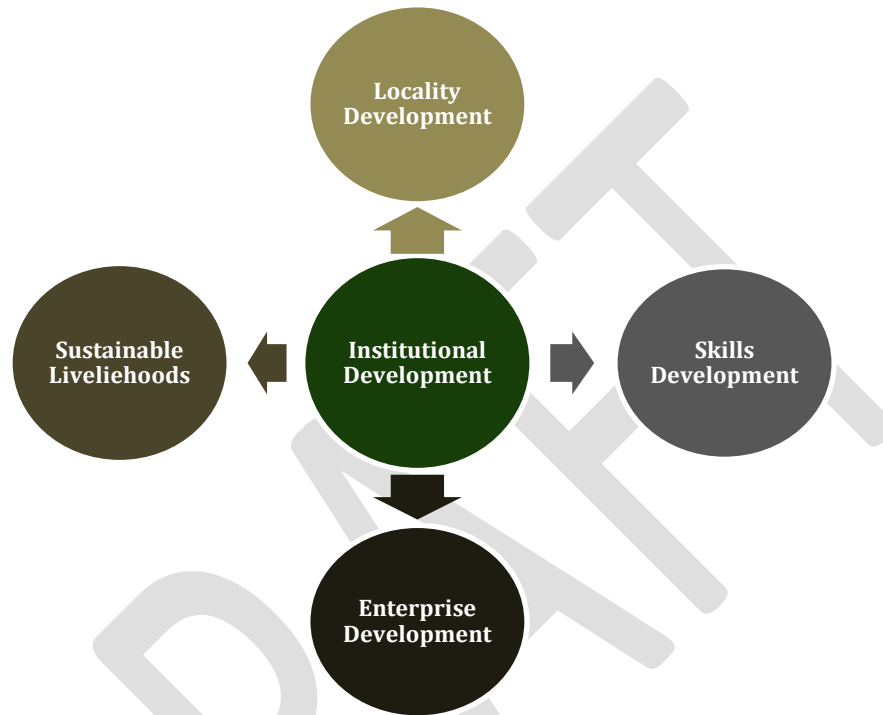 Locality
Development
Sustainable
Liveliehoods
Institutional
Development
Skills
Development
Enterprise
Development
DRAFT